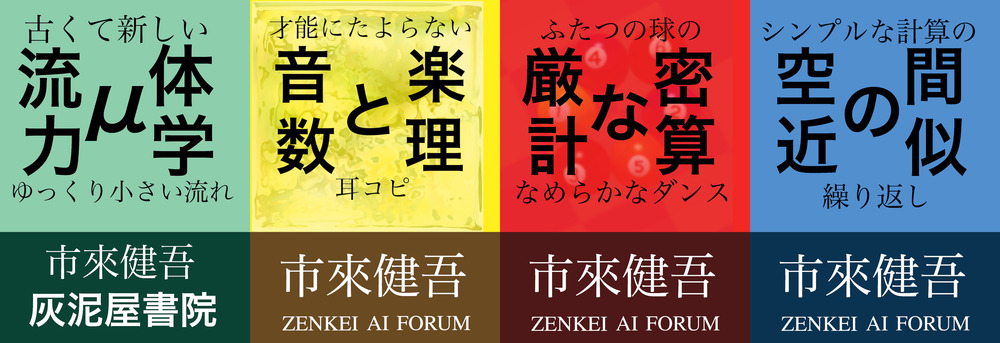 古くて新しい
流体
μ
力学
ゆっくり小さい流れ
市來健吾
灰泥屋書院
才能にたよらない
音楽
と
数理
耳コピ
市來健吾
ZENKEI AI FORUM
ふたつの球の
厳密
な
計算
なめらかなダンス
市來健吾
ZENKEI AI FORUM
シンプルな計算の
空間
の
近似
繰り返し
市來健吾
ZENKEI AI FORUM